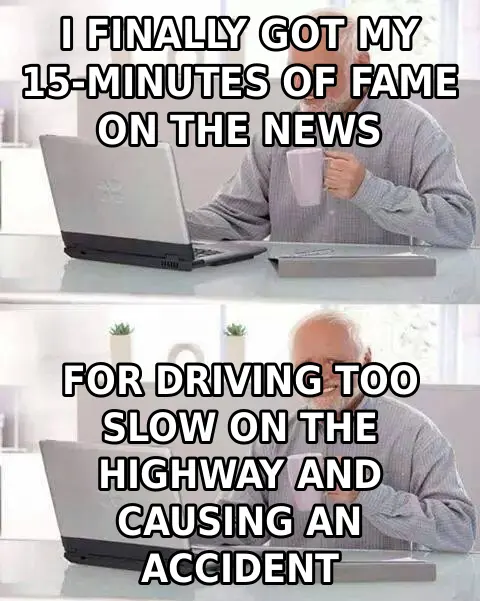 I FINALLY GOT MY
15-MINUTES OF FAME
ON THE NEWS
FOR DRIVING TOO
SLOW ON THE
HIGHWAY AND
CAUSING AN
ACCIDENT